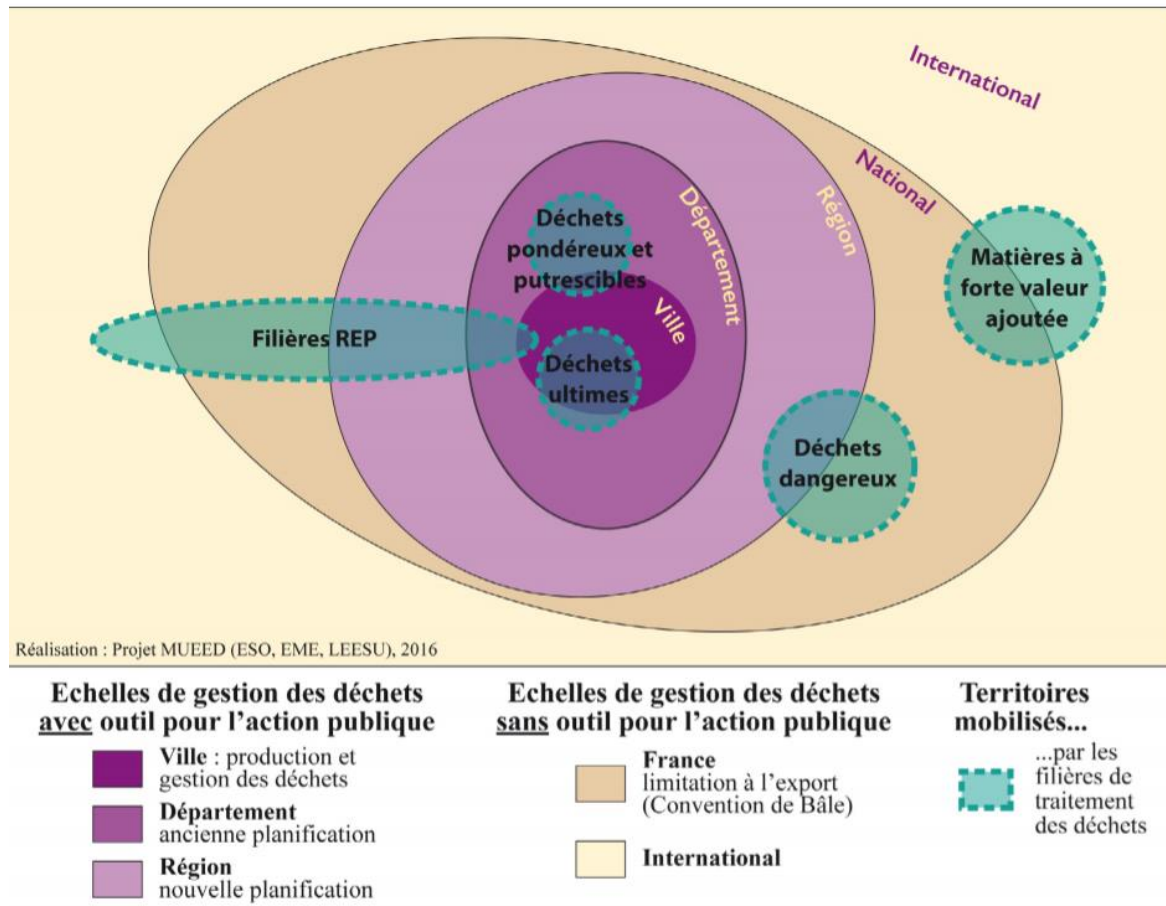 International
National
Région
Département
Ville
Déchets
pondéreux et
putrescibles
Matières à
forte valeur
ajoutée
Filières REP
Déchets
ultimes
Déchets
dangereux
Réalisation : Projet MUEED (ESO, EME, LEESU), 2016
Echelles de gestion des déchets
avec outil pour l'action publique
Ville : production et
gestion des déchets
Département
ancienne planification
Région
nouvelle planification
Echelles de gestion des déchets
sans outil pour l'action publique
France
limitation à l'export
(Convention de Bâle)
International
Territoires
mobilisés...
...par les
filières de
traitement
des déchets